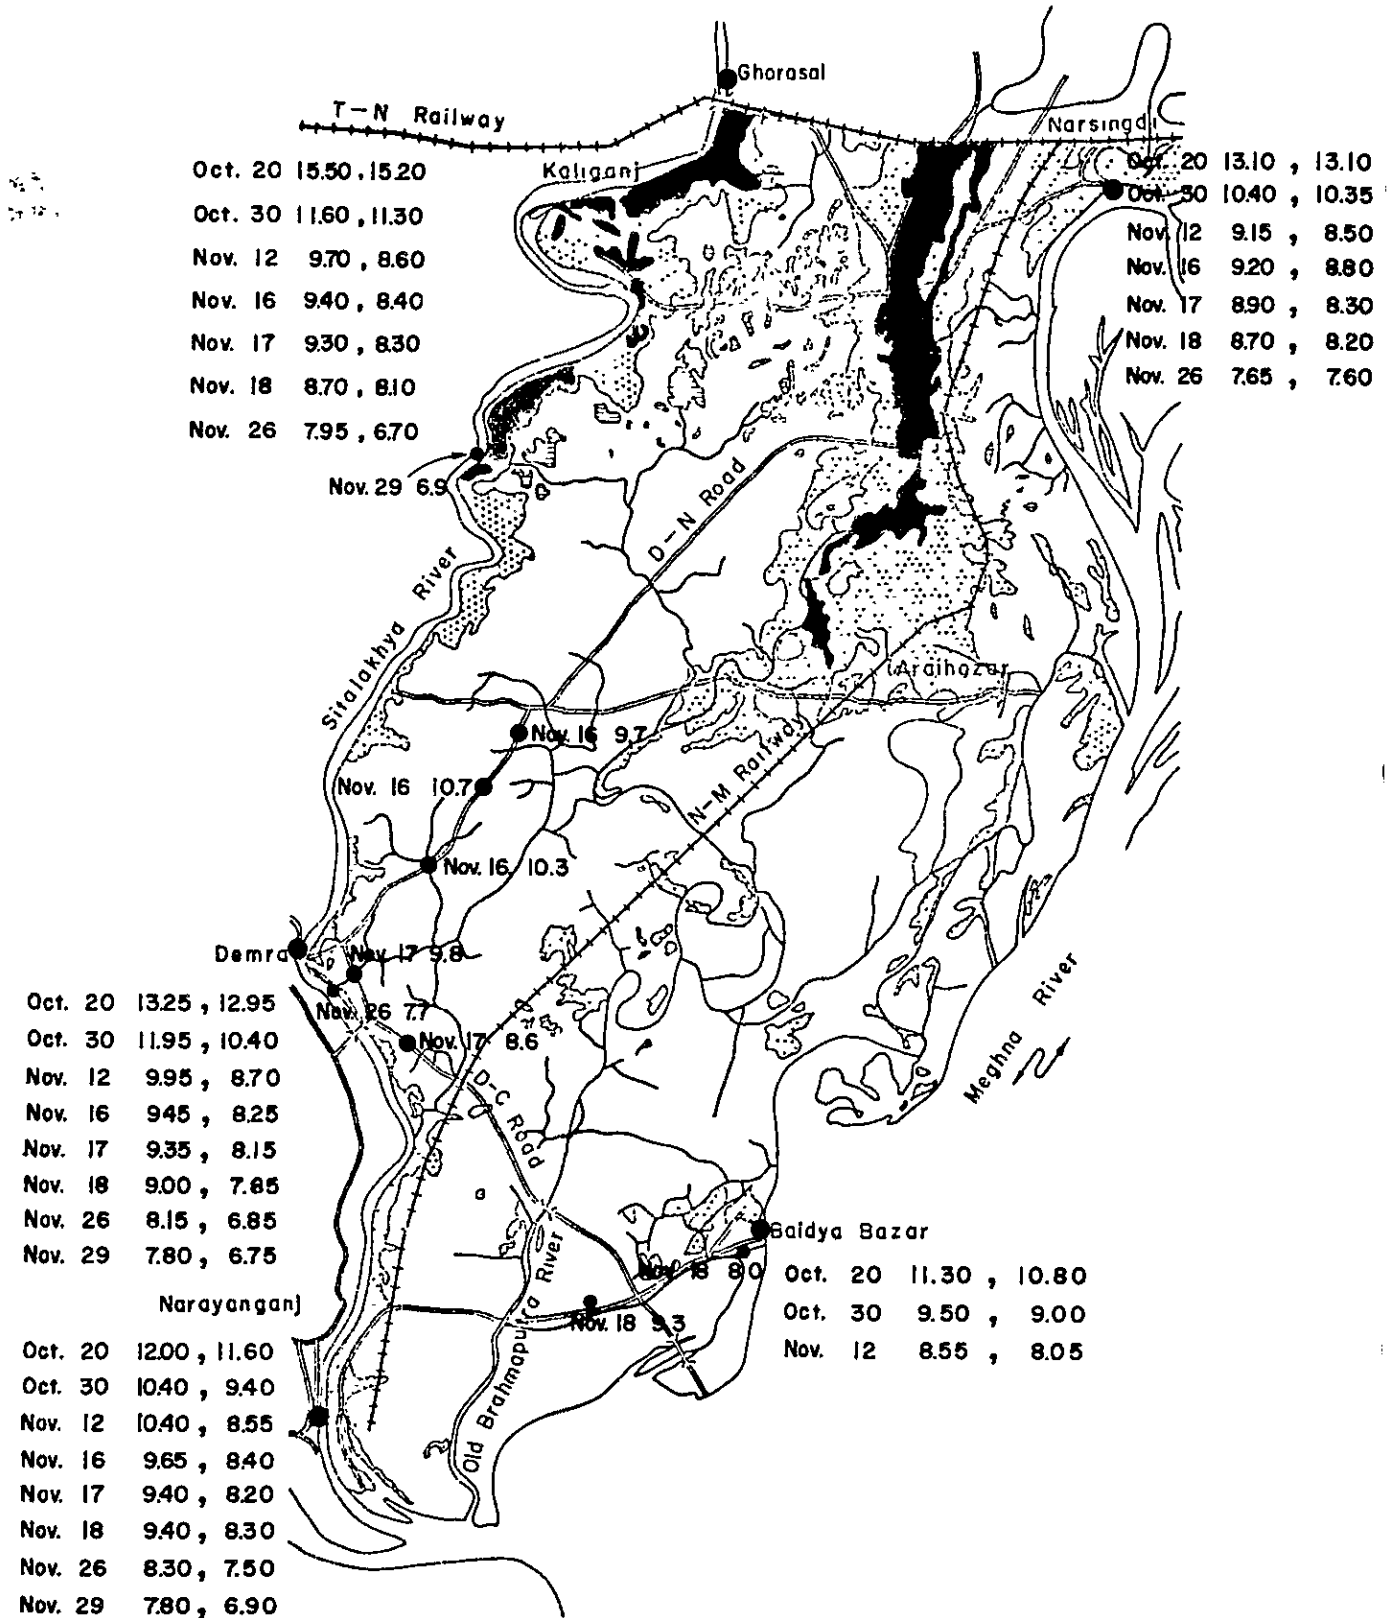 Ghorasal
T-N Railway
Narsingdi
Kaliganj
Oct. 20 15.50, 15.20
Oct. 30 11.60, 11.30
Nov. 12 9.70, 8.60
Nov. 16 9.40, 8.40
Nov. 17 9.30, 8.30
Nov. 18 8.70, 8.10
Nov. 26 7.95, 6.70
Oct. 20 13.10, 13.10
Oct. 30 10.40, 10.35
Nov. 12 9.15, 8.50
Nov. 16 9.20, 8.80
Nov. 17 8.90, 8.30
Nov. 18 8.70, 8.20
Nov. 26 7.65, 7.60
Nov. 29 6.9
D-N Road
Sitalakhya River
Araihazar
Nov. 16 9.7
N-M Railway
Nov. 16 10.7
Nov. 16 10.3
Demra
Nov. 17 9.8
Nov. 26 7.7
Nov. 17 8.6
D-C Road
Meghna River
Oct. 20 13.25, 12.95
Oct. 30 11.95, 10.40
Nov. 12 9.95, 8.70
Nov. 16 9.45, 8.25
Nov. 17 9.35, 8.15
Nov. 18 9.00, 7.85
Nov. 26 8.15, 6.85
Nov. 29 7.80, 6.75
Baidya Bazar
Nov. 18 8.0
Oct. 20 11.30, 10.80
Oct. 30 9.50, 9.00
Nov. 12 8.55, 8.05
Nov. 18 9.3
Old Brahmaputra River
Narayanganj
Oct. 20 12.00, 11.60
Oct. 30 10.40, 9.40
Nov. 12 10.40, 8.55
Nov. 16 9.65, 8.40
Nov. 17 9.40, 8.20
Nov. 18 9.40, 8.30
Nov. 26 8.30, 7.50
Nov. 29 7.80, 6.90